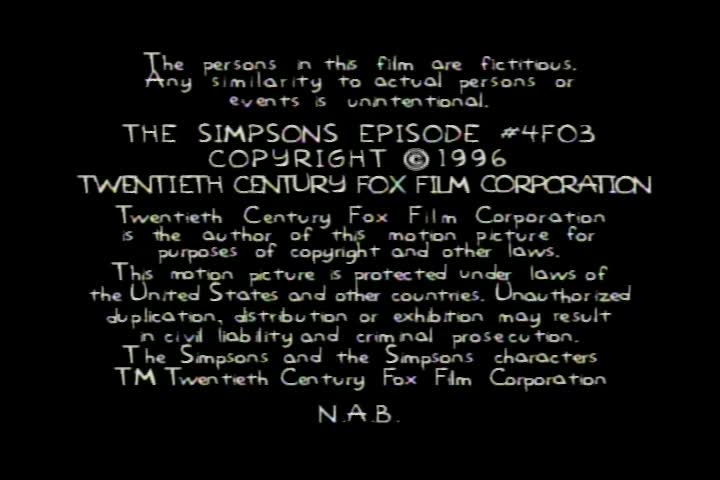 The persons in this film are fictitious.
Any similarity to actual persons or
events is unintentional.
THE SIMPSONS EPISODE #4F03
COPYRIGHT ©1996
TWENTIETH CENTURY FOX FILM CORPORATION
Twentieth Century Fox Film Corporation
is the author of this motion picture for
purposes of copyright and other laws.
This motion picture is protected under laws of
the United States and other countries. Unauthorized
duplication, distribution or exhibition may result
in civil liability and criminal prosecution.
The Simpsons and the Simpsons characters
TM Twentieth Century Fox Film Corporation
N.A.B.